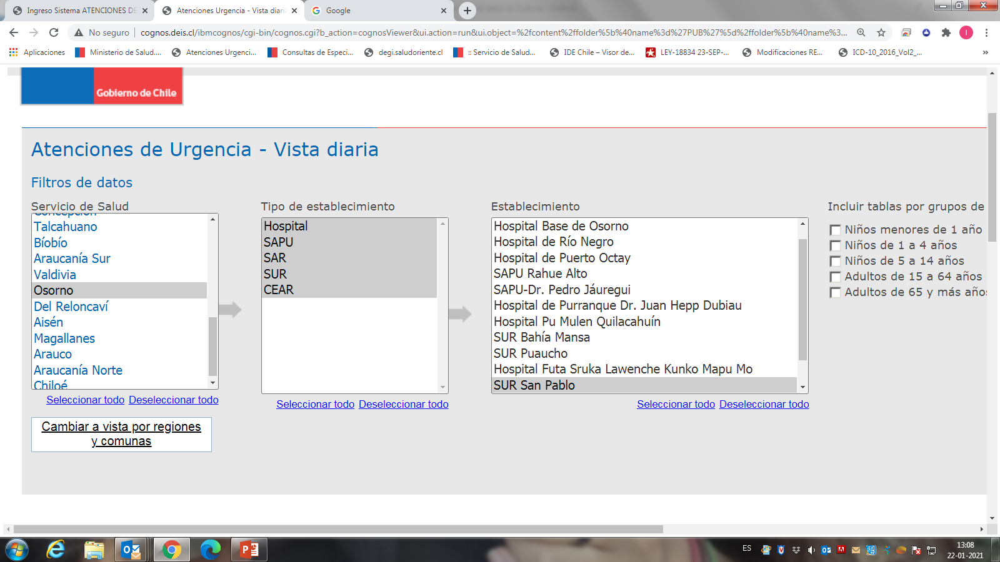 Ingreso Sistema ATENCIONES DE
Atenciones Urgencia - Vista diaria
Google
No seguro
cognos.deis.cl/ibmcognos/cgi-bin/cognos.cgi?b_action=cognosViewer&ui.action=run&ui.object=%2fcontent%2ffolder%5b%40name%3d%27PUB%27%5d%2ffolder%5b%40name%3...
I
Aplicaciones
Ministerio de Salud....
Atenciones Urgenci...
Consultas de Especi...
degi.saludoriente.cl
:: Servicio de Salud...
IDE Chile – Visor de...
LEY-18834 23-SEP-...
Modificaciones RE...
ICD-10_2016_Vol2_...
»
Gobierno de Chile
Atenciones de Urgencia - Vista diaria
Filtros de datos
Servicio de Salud
Concepción
Talcahuano
Bíobío
Araucanía Sur
Valdivia
Osorno
Del Reloncaví
Aisén
Magallanes
Arauco
Araucanía Norte
Chiloé
Seleccionar todo Deseleccionar todo
Cambiar a vista por regiones
y comunas
Tipo de establecimiento
Hospital
SAPU
SAR
SUR
CEAR
Seleccionar todo Deseleccionar todo
Establecimiento
Hospital Base de Osorno
Hospital de Río Negro
Hospital de Puerto Octay
SAPU Rahue Alto
SAPU-Dr. Pedro Jáuregui
Hospital de Purranque Dr. Juan Hepp Dubiau
Hospital Pu Mulen Quilacahuín
SUR Bahía Mansa
SUR Puaucho
Hospital Futa Sruka Lawenche Kunko Mapu Mo
SUR San Pablo
Seleccionar todo Deseleccionar todo
Incluir tablas por grupos de
Niños menores de 1 año
Niños de 1 a 4 años
Niños de 5 a 14 años
Adultos de 15 a 64 años
Adultos de 65 y más años
ES
13:08
22-01-2021